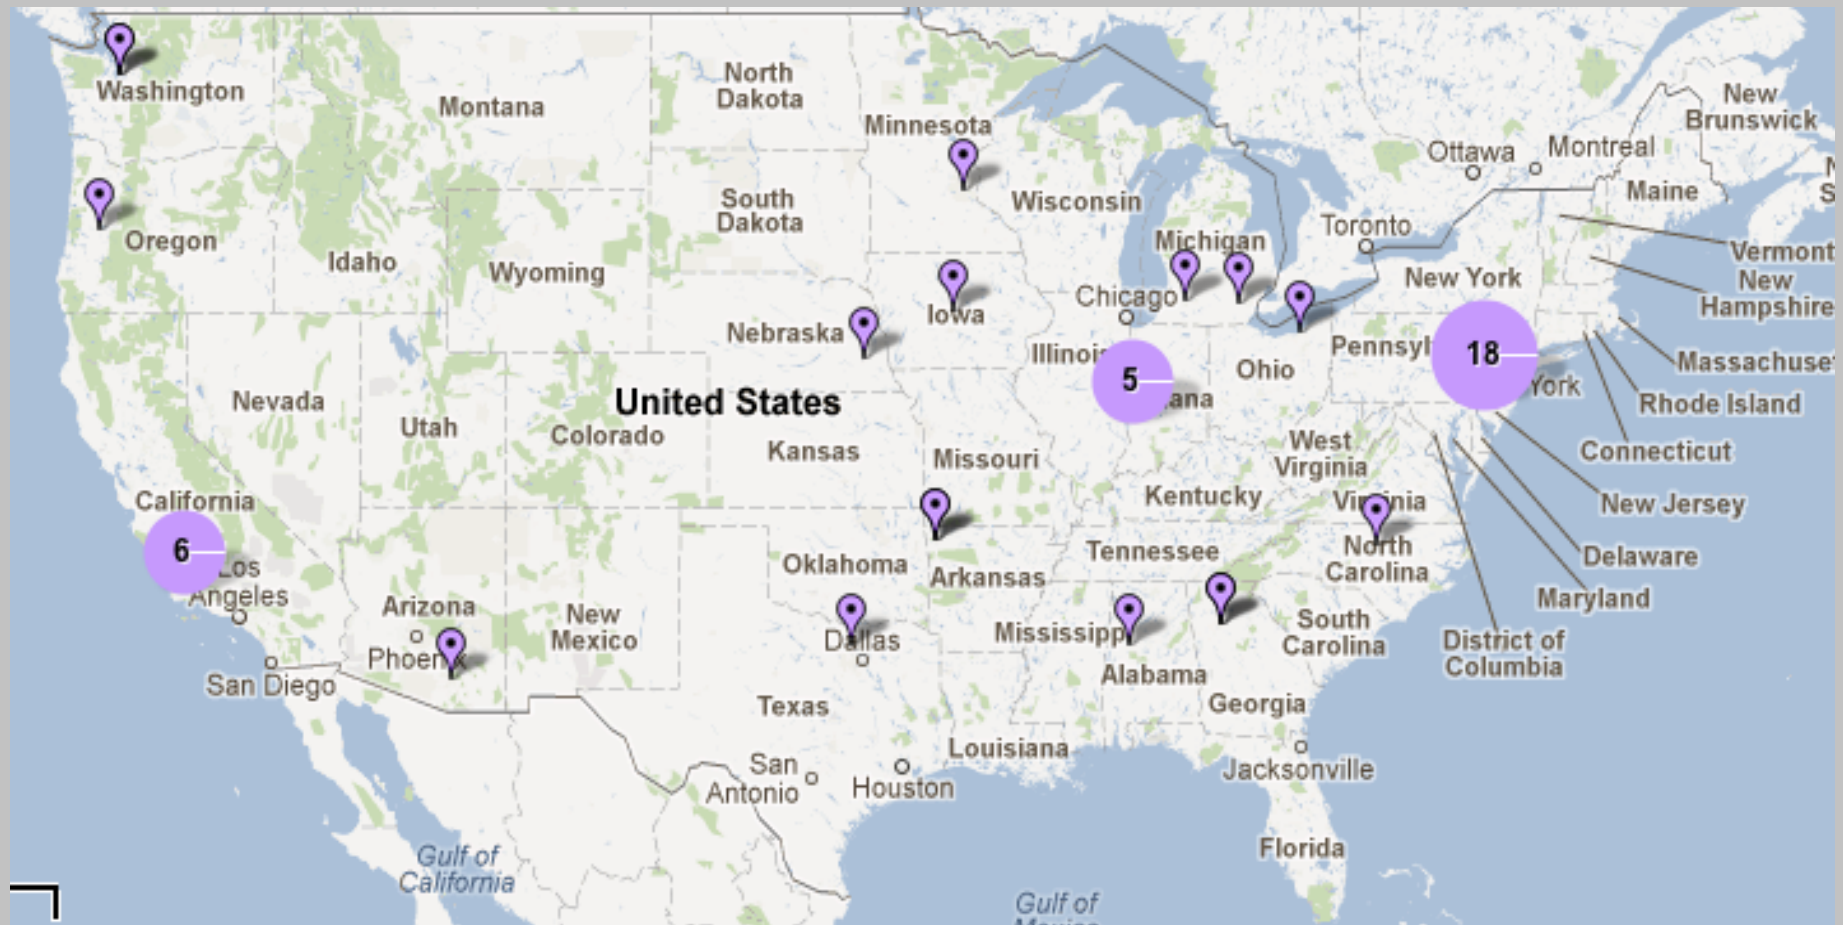 Washington
Montana
North
Dakota
Minnesota
New
Brunswick
Ottawa
Montreal
Maine
Oregon
Idaho
Wyoming
South
Dakota
Wisconsin
Michigan
Toronto
New York
Vermont
New
Hampshire
Chicago
Iowa
Nebraska
Illinois
5
ana
Ohio
Pennsyl
18
York
Massachuse
Rhode Island
Connecticut
New Jersey
Delaware
Maryland
District of
Columbia
United States
Nevada
Utah
Colorado
Kansas
Missouri
West
Virginia
Kentucky
Virginia
California
6
Los
Angeles
San Diego
Arizona
Phoenix
New
Mexico
Oklahoma
Arkansas
Tennessee
North
Carolina
South
Carolina
Dallas
Mississippi
Alabama
Georgia
Texas
Louisiana
San
Antonio
Houston
Jacksonville
Florida
Gulf of
California
Gulf of